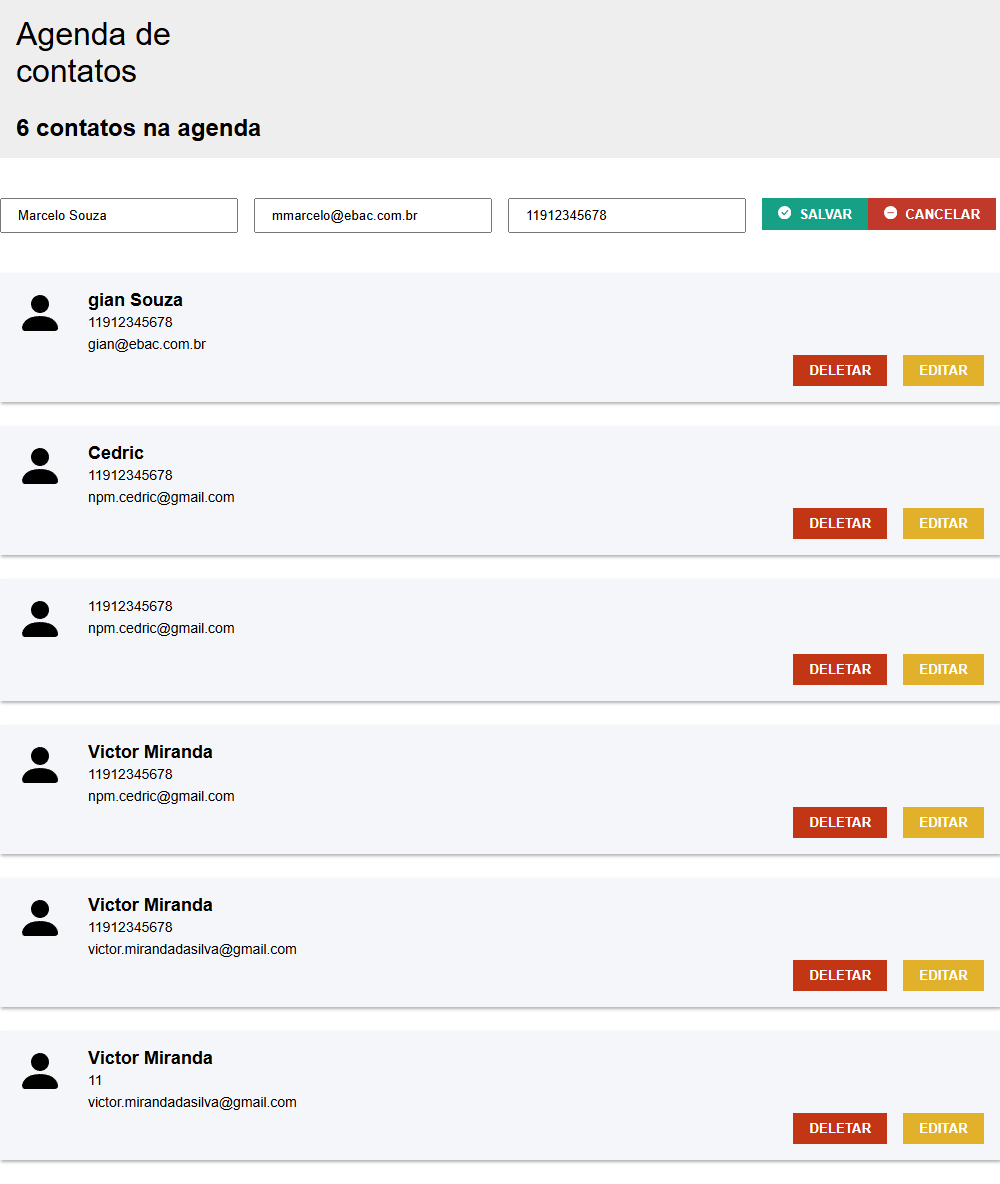 Agenda de
contatos
6 contatos na agenda
Marcelo Souza mmarcelo@ebac.com.br 11912345678 SALVAR CANCELAR
gian Souza
11912345678
gian@ebac.com.br
DELETAR EDITAR
Cedric
11912345678
npm.cedric@gmail.com
DELETAR EDITAR
11912345678
npm.cedric@gmail.com
DELETAR EDITAR
Victor Miranda
11912345678
npm.cedric@gmail.com
DELETAR EDITAR
Victor Miranda
11912345678
victor.mirandadasilva@gmail.com
DELETAR EDITAR
Victor Miranda
11
victor.mirandadasilva@gmail.com
DELETAR EDITAR